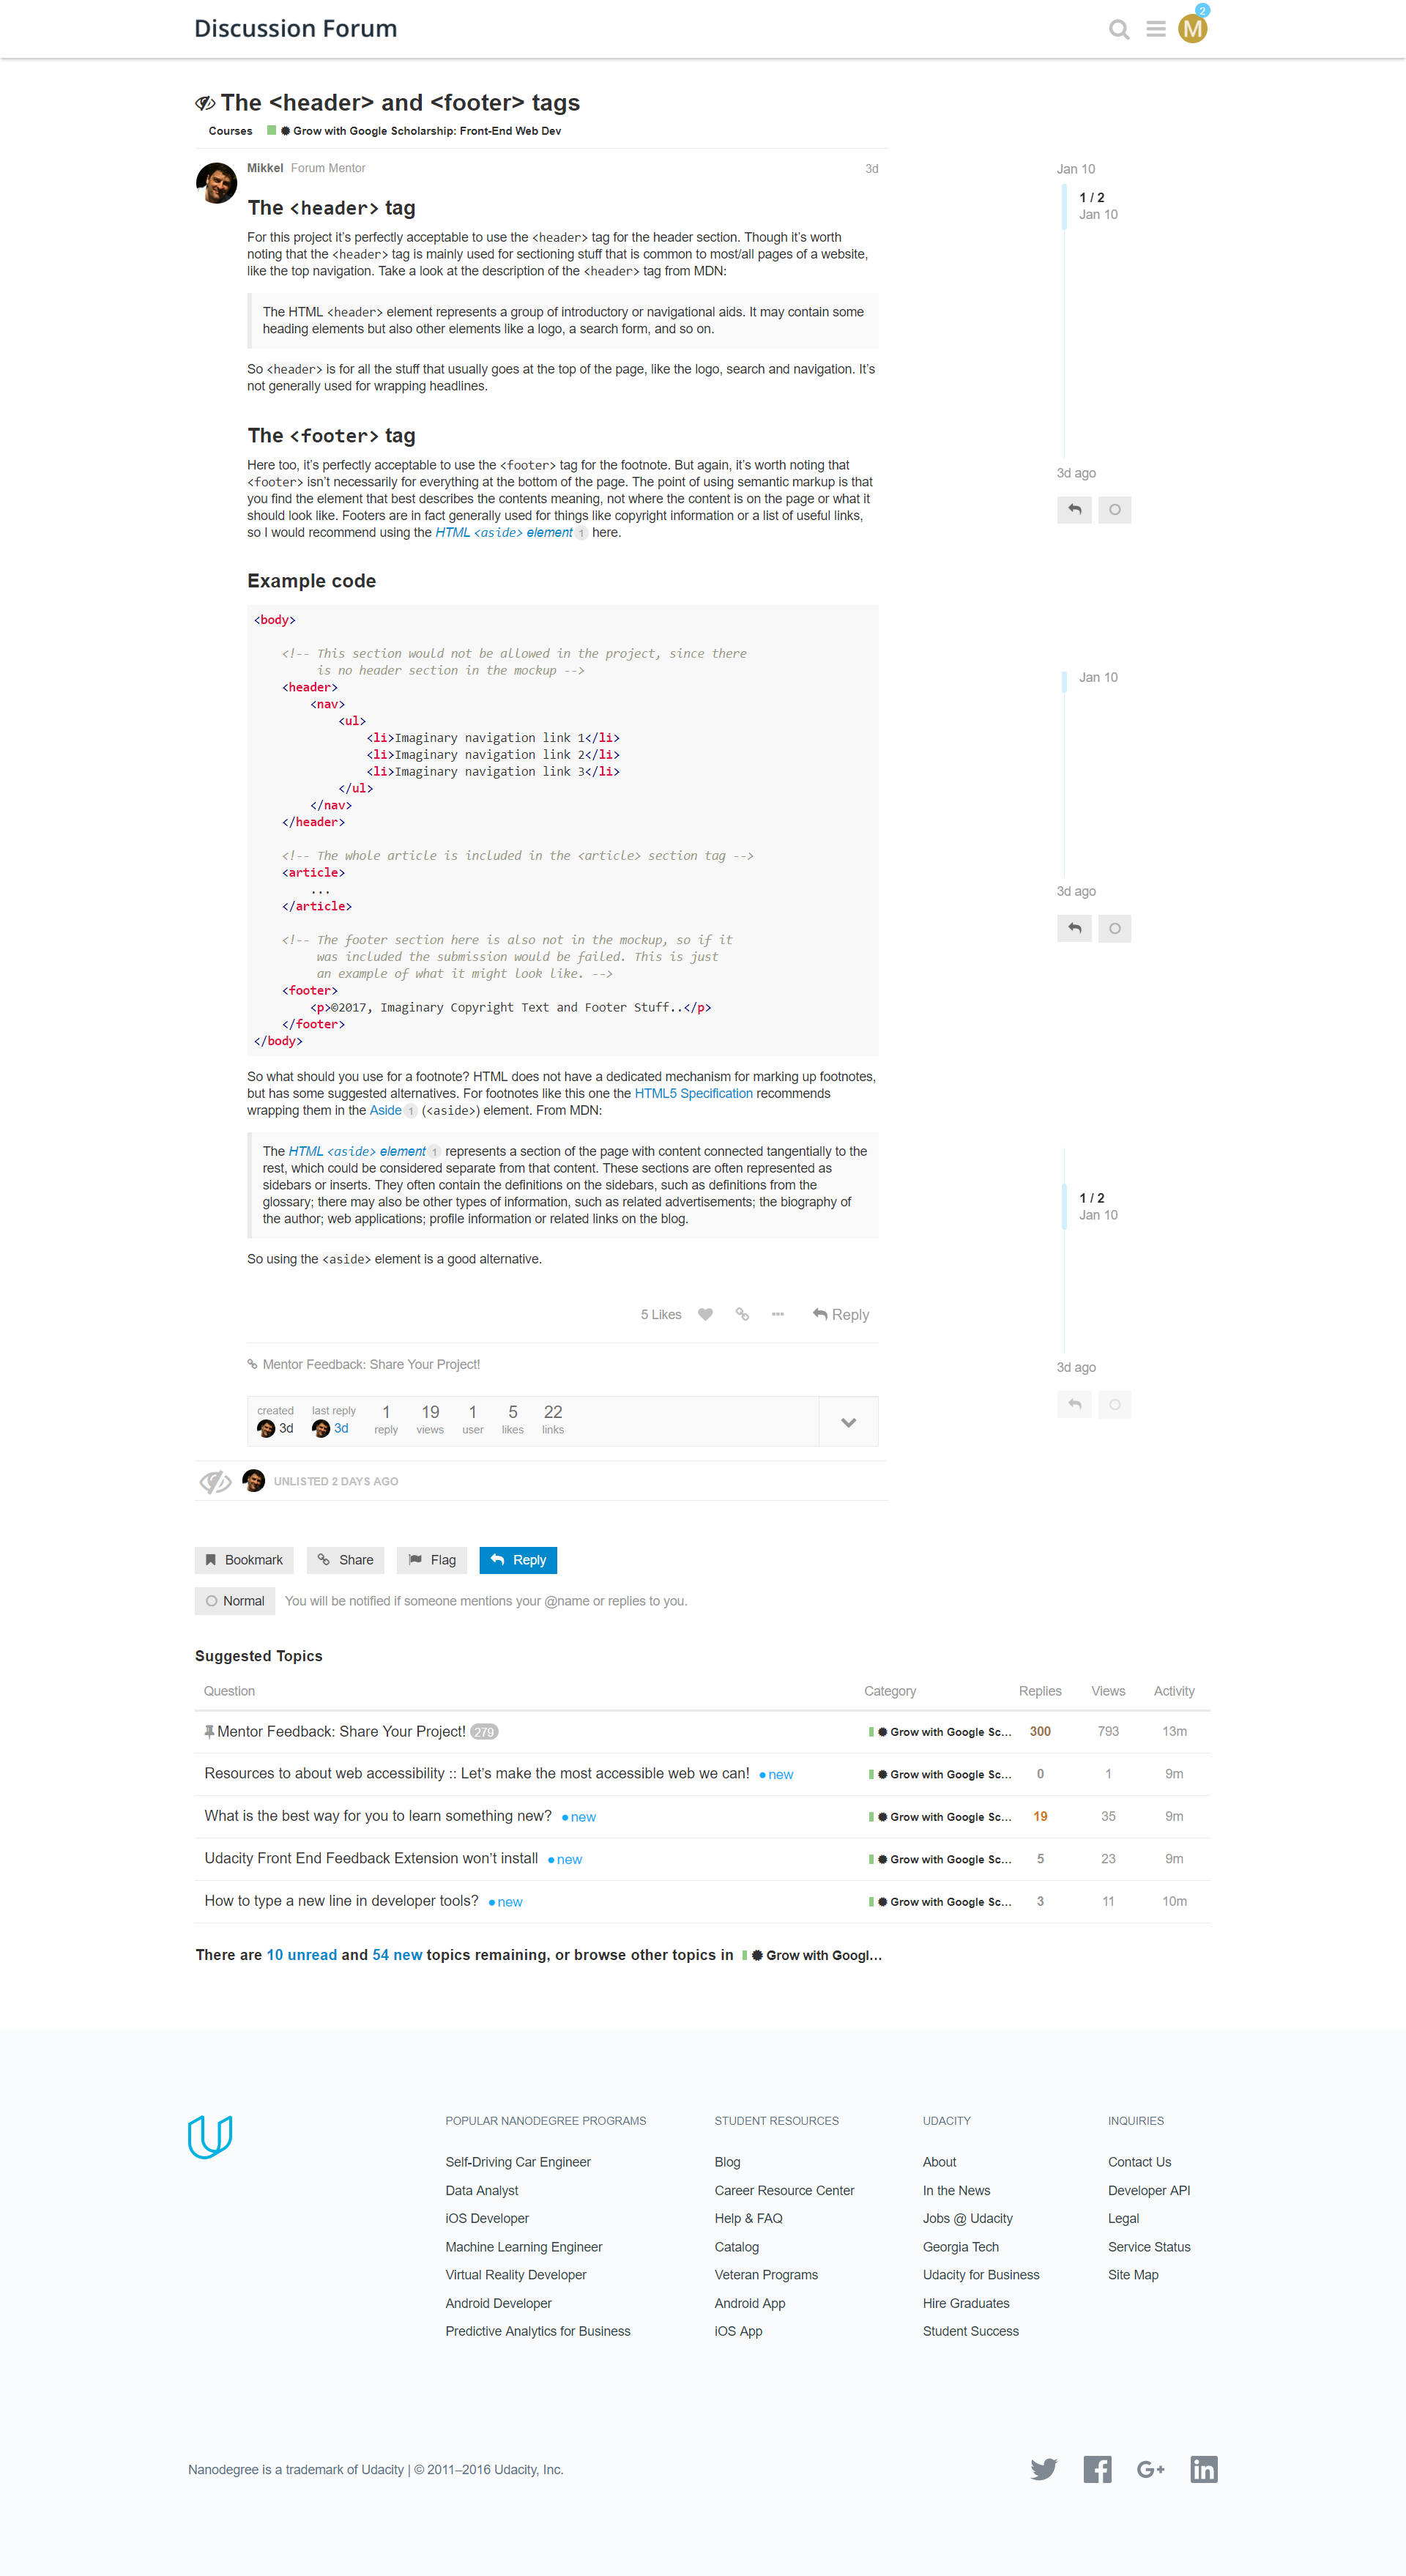 Discussion Forum
M
2
The <header> and <footer> tags
Courses Grow with Google Scholarship: Front-End Web Dev
Mikkel Forum Mentor 3d
The <header> tag
For this project it’s perfectly acceptable to use the <header> tag for the header section. Though it’s worth
noting that the <header> tag is mainly used for sectioning stuff that is common to most/all pages of a website,
like the top navigation. Take a look at the description of the <header> tag from MDN:
The HTML <header> element represents a group of introductory or navigational aids. It may contain some
heading elements but also other elements like a logo, a search form, and so on.
So <header> is for all the stuff that usually goes at the top of the page, like the logo, search and navigation. It’s
not generally used for wrapping headlines.
The <footer> tag
Here too, it’s perfectly acceptable to use the <footer> tag for the footnote. But again, it’s worth noting that
<footer> isn’t necessarily for everything at the bottom of the page. The point of using semantic markup is that
you find the element that best describes the contents meaning, not where the content is on the page or what it
should look like. Footers are in fact generally used for things like copyright information or a list of useful links,
so I would recommend using the HTML <aside> element 1 here.
Example code
<body>
<!-- This section would not be allowed in the project, since there
is no header section in the mockup -->
<header>
<nav>
<ul>
<li>Imaginary navigation link 1</li>
<li>Imaginary navigation link 2</li>
<li>Imaginary navigation link 3</li>
</ul>
</nav>
</header>
<!-- The whole article is included in the <article> section tag -->
<article>
...
</article>
<!-- The footer section here is also not in the mockup, so if it
was included the submission would be failed. This is just
an example of what it might look like. -->
<footer>
<p>©2017, Imaginary Copyright Text and Footer Stuff..</p>
</footer>
</body>
So what should you use for a footnote? HTML does not have a dedicated mechanism for marking up footnotes,
but has some suggested alternatives. For footnotes like this one the HTML5 Specification recommends
wrapping them in the Aside 1 (<aside>) element. From MDN:
The HTML <aside> element 1 represents a section of the page with content connected tangentially to the
rest, which could be considered separate from that content. These sections are often represented as
sidebars or inserts. They often contain the definitions on the sidebars, such as definitions from the
glossary; there may also be other types of information, such as related advertisements; the biography of
the author; web applications; profile information or related links on the blog.
So using the <aside> element is a good alternative.
5 Likes Reply
Mentor Feedback: Share Your Project!
created last reply 1 19 1 5 22
3d 3d reply views user likes links
UNLISTED 2 DAYS AGO
Jan 10
1 / 2
Jan 10
3d ago
Jan 10
3d ago
1 / 2
Jan 10
3d ago
Bookmark Share Flag Reply
Normal You will be notified if someone mentions your @name or replies to you.
Suggested Topics
Question Category Replies Views Activity
Mentor Feedback: Share Your Project! 279 Grow with Google Sc... 300 793 13m
Resources to about web accessibility :: Let’s make the most accessible web we can! new Grow with Google Sc... 0 1 9m
What is the best way for you to learn something new? new Grow with Google Sc... 19 35 9m
Udacity Front End Feedback Extension won’t install new Grow with Google Sc... 5 23 9m
How to type a new line in developer tools? new Grow with Google Sc... 3 11 10m
There are 10 unread and 54 new topics remaining, or browse other topics in Grow with Googl...
POPULAR NANODEGREE PROGRAMS
Self-Driving Car Engineer
Data Analyst
iOS Developer
Machine Learning Engineer
Virtual Reality Developer
Android Developer
Predictive Analytics for Business
STUDENT RESOURCES
Blog
Career Resource Center
Help & FAQ
Catalog
Veteran Programs
Android App
iOS App
UDACITY
About
In the News
Jobs @ Udacity
Georgia Tech
Udacity for Business
Hire Graduates
Student Success
INQUIRIES
Contact Us
Developer API
Legal
Service Status
Site Map
Nanodegree is a trademark of Udacity | © 2011–2016 Udacity, Inc.
G+
in